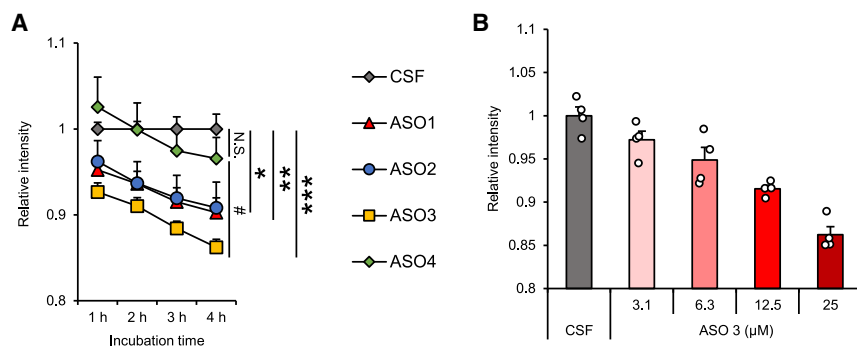 A
1.1
1
0.9
0.8
Relative intensity
1 h 2 h 3 h 4 h
Incubation time
N.S.
#
*
**
***
CSF
ASO1
ASO2
ASO3
ASO4
B
1.1
1.05
1
0.95
0.9
0.85
0.8
Relative intensity
3.1 6.3 12.5 25
CSF ASO 3 (μM)